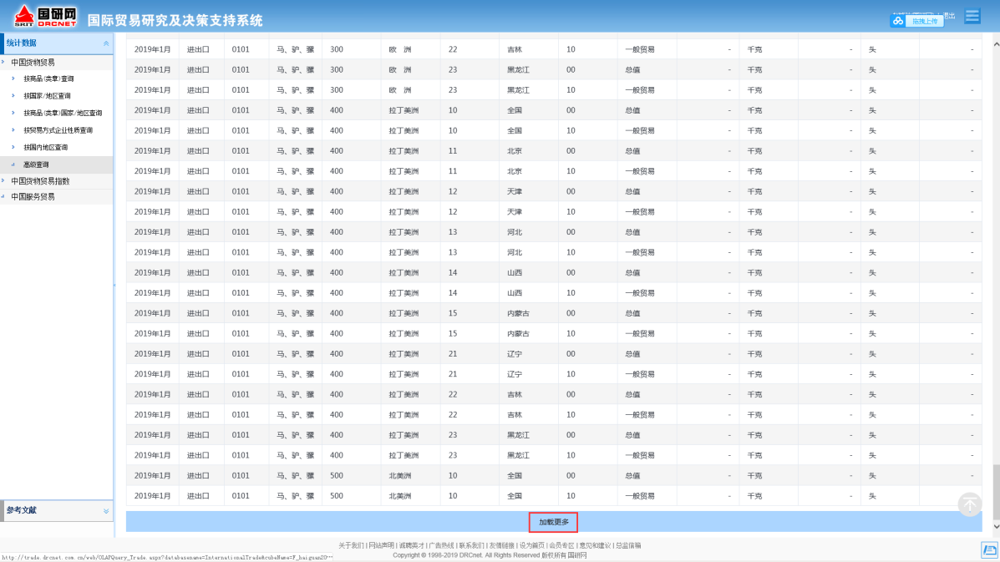 SRIT 国研网 DRCNET 国际贸易研究及决策支持系统
退出
拖拽上传
统计数据
中国货物贸易
按商品(类章)查询
按国家/地区查询
按商品(类章)国家/地区查询
按贸易方式企业性质查询
按国内地区查询
高级查询
中国货物贸易指数
中国服务贸易
参考文献
2019年1月 进出口 0101 马、驴、骡 300 欧 洲 22 吉林 10 一般贸易 - 千克 - 头 -
2019年1月 进出口 0101 马、驴、骡 300 欧 洲 23 黑龙江 00 总值 - 千克 - 头 -
2019年1月 进出口 0101 马、驴、骡 300 欧 洲 23 黑龙江 10 一般贸易 - 千克 - 头 -
2019年1月 进出口 0101 马、驴、骡 400 拉丁美洲 10 全国 00 总值 - 千克 - 头 -
2019年1月 进出口 0101 马、驴、骡 400 拉丁美洲 10 全国 10 一般贸易 - 千克 - 头 -
2019年1月 进出口 0101 马、驴、骡 400 拉丁美洲 11 北京 00 总值 - 千克 - 头 -
2019年1月 进出口 0101 马、驴、骡 400 拉丁美洲 11 北京 10 一般贸易 - 千克 - 头 -
2019年1月 进出口 0101 马、驴、骡 400 拉丁美洲 12 天津 00 总值 - 千克 - 头 -
2019年1月 进出口 0101 马、驴、骡 400 拉丁美洲 12 天津 10 一般贸易 - 千克 - 头 -
2019年1月 进出口 0101 马、驴、骡 400 拉丁美洲 13 河北 00 总值 - 千克 - 头 -
2019年1月 进出口 0101 马、驴、骡 400 拉丁美洲 13 河北 10 一般贸易 - 千克 - 头 -
2019年1月 进出口 0101 马、驴、骡 400 拉丁美洲 14 山西 00 总值 - 千克 - 头 -
2019年1月 进出口 0101 马、驴、骡 400 拉丁美洲 14 山西 10 一般贸易 - 千克 - 头 -
2019年1月 进出口 0101 马、驴、骡 400 拉丁美洲 15 内蒙古 00 总值 - 千克 - 头 -
2019年1月 进出口 0101 马、驴、骡 400 拉丁美洲 15 内蒙古 10 一般贸易 - 千克 - 头 -
2019年1月 进出口 0101 马、驴、骡 400 拉丁美洲 21 辽宁 00 总值 - 千克 - 头 -
2019年1月 进出口 0101 马、驴、骡 400 拉丁美洲 21 辽宁 10 一般贸易 - 千克 - 头 -
2019年1月 进出口 0101 马、驴、骡 400 拉丁美洲 22 吉林 00 总值 - 千克 - 头 -
2019年1月 进出口 0101 马、驴、骡 400 拉丁美洲 22 吉林 10 一般贸易 - 千克 - 头 -
2019年1月 进出口 0101 马、驴、骡 400 拉丁美洲 23 黑龙江 00 总值 - 千克 - 头 -
2019年1月 进出口 0101 马、驴、骡 400 拉丁美洲 23 黑龙江 10 一般贸易 - 千克 - 头 -
2019年1月 进出口 0101 马、驴、骡 500 北美洲 10 全国 00 总值 - 千克 - 头 -
2019年1月 进出口 0101 马、驴、骡 500 北美洲 10 全国 10 一般贸易 - 千克 - 头 -
加载更多
关于我们 | 网站声明 | 诚聘英才 | 广告热线 | 联系我们 | 友情链接 | 设为首页 | 会员专区 | 意见和建议 | 总监信箱
Copyright © 1998-2019 DRCnet. All Rights Reserved 版权所有 国研网
http://trade.drcnet.com.cn/web/OLAPQuery_Trade.aspx?databasename=InternationalTrade&cubeName=F_haiguan20⋯